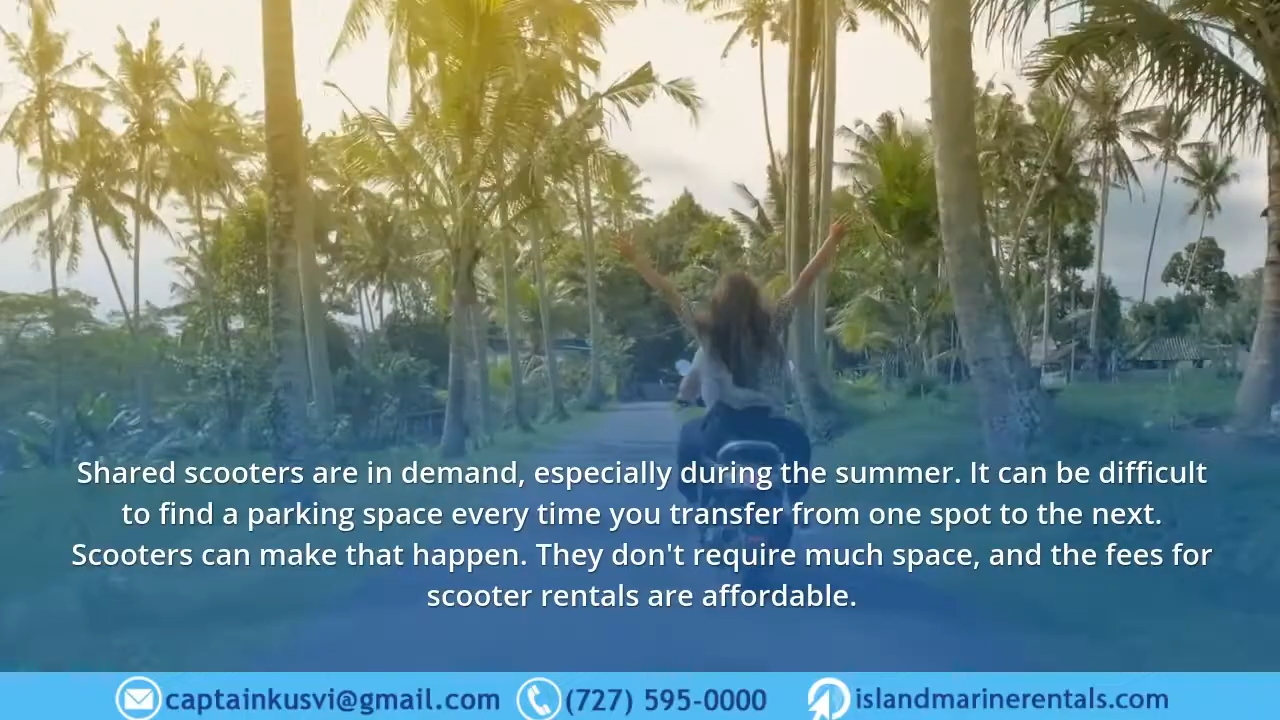 Shared scooters are in demand, especially during the summer. It can be difficult
to find a parking space every time you transfer from one spot to the next.
Scooters can make that happen. They don't require much space, and the fees for
scooter rentals are affordable.
captainkusvi@gmail.com (727) 595-0000 islandmarinerentals.com